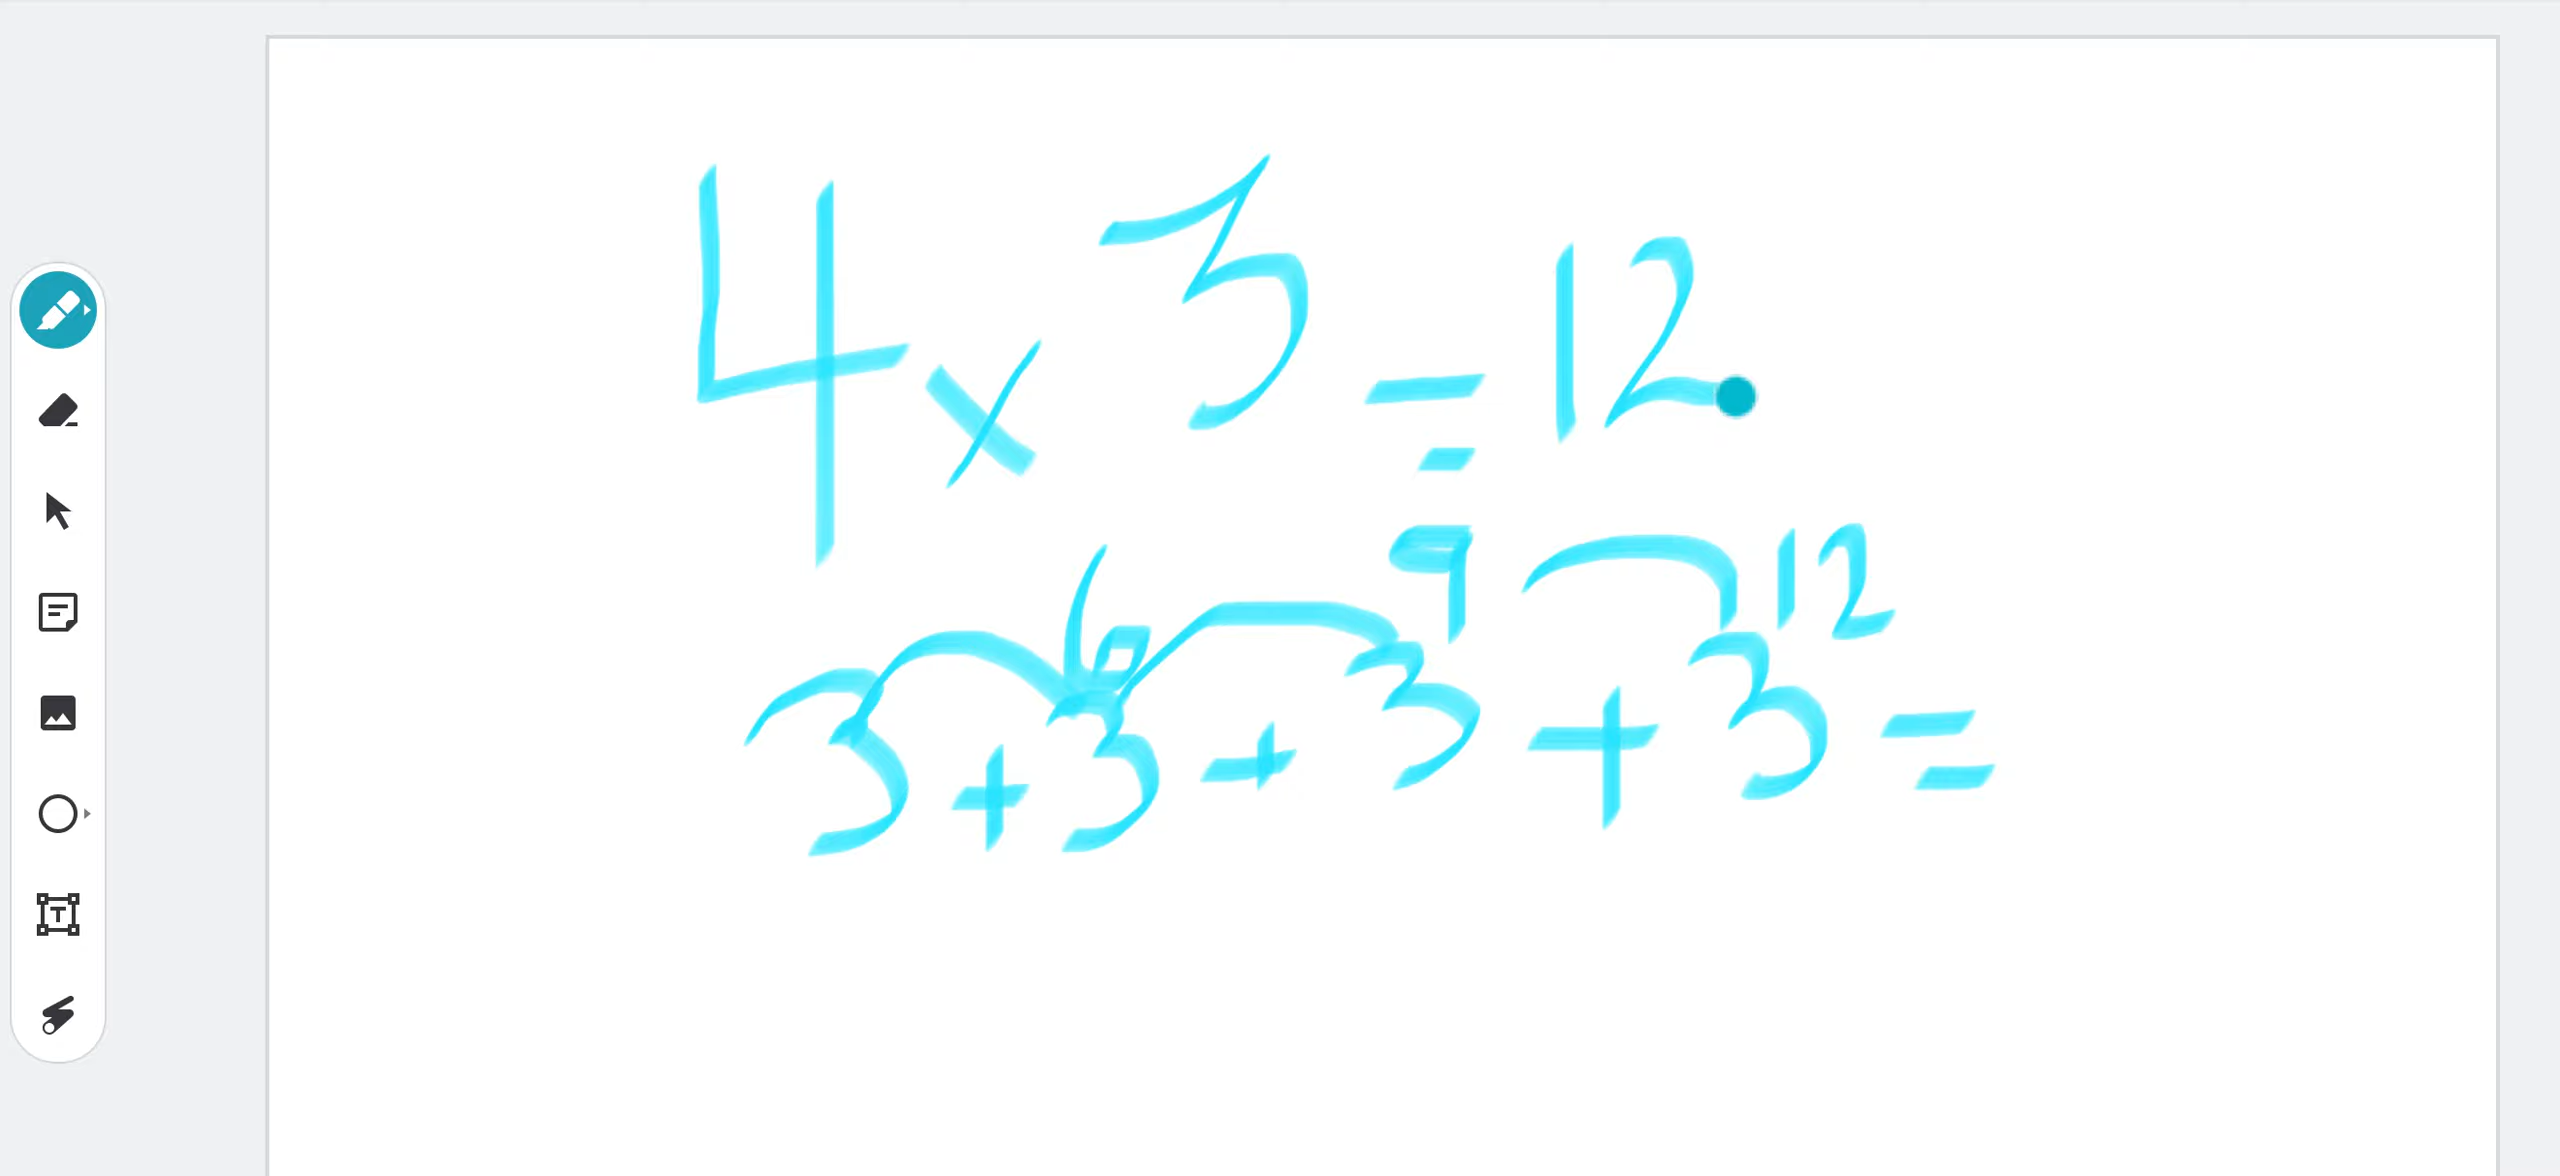 4 x 3 = 12
6 9 12
3 + 3 + 3 + 3 =